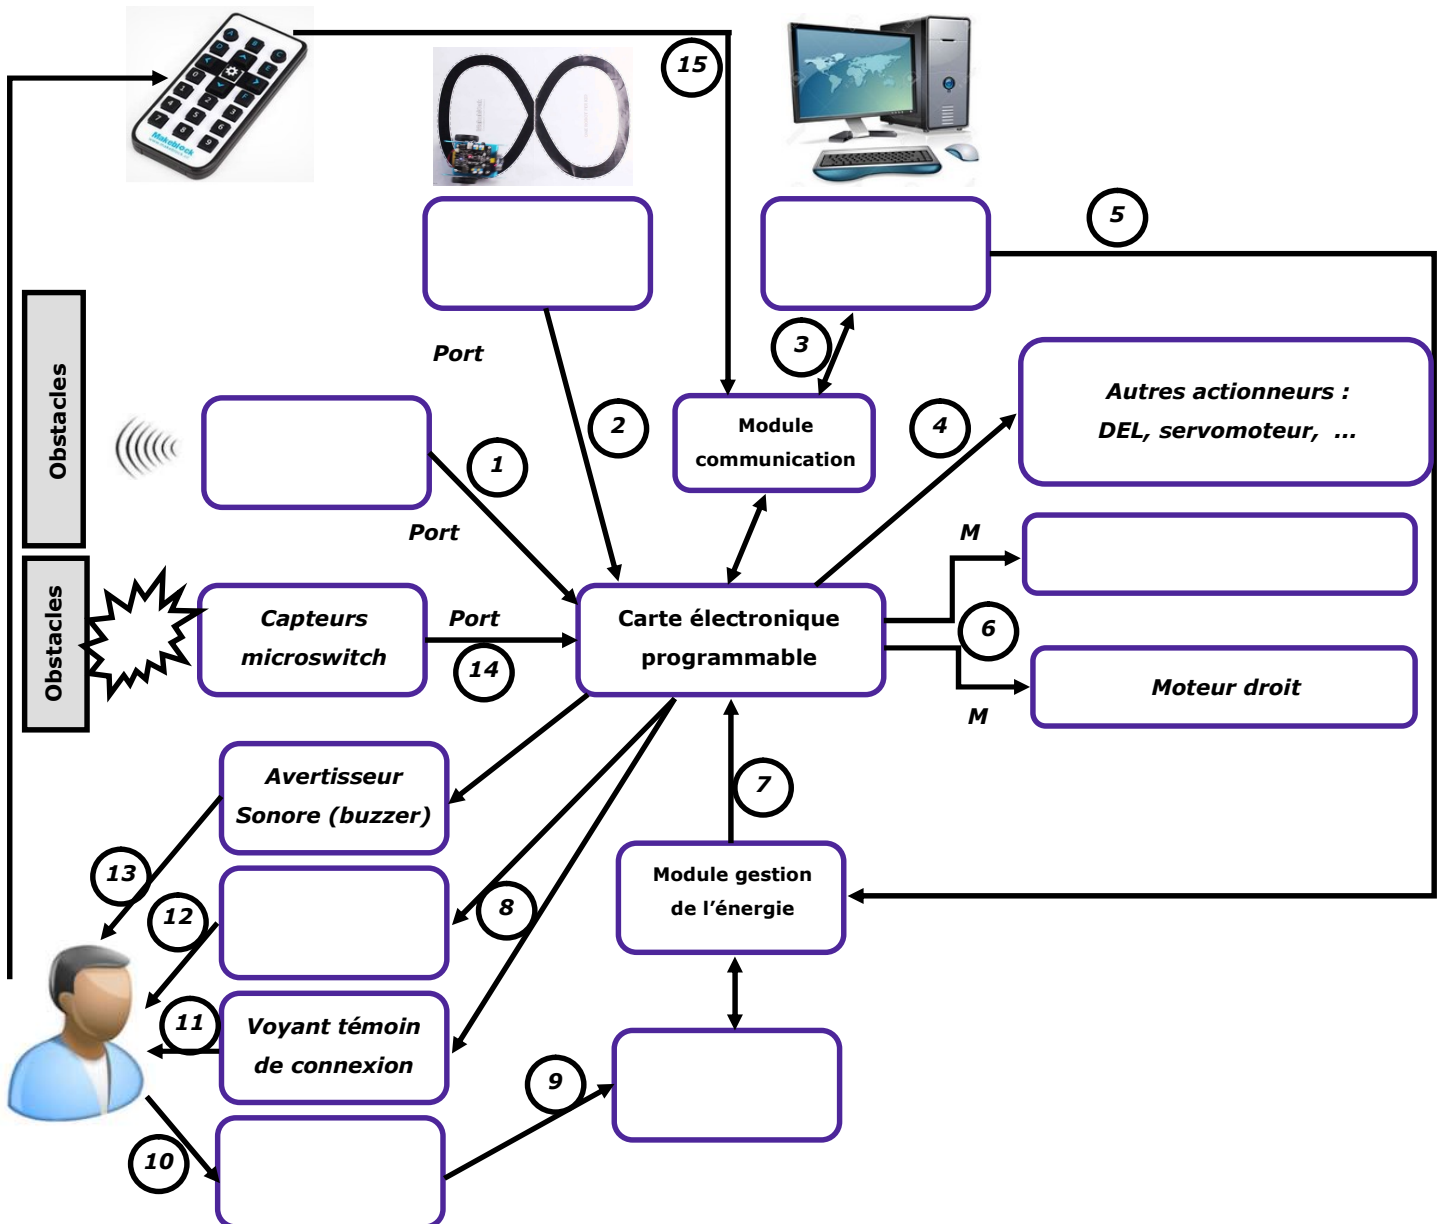 15
Makeblock
5
Port
3
Obstacles
2
4
Autres actionneurs :
DEL, servomoteur, ...
Module
communication
1
Port
M
Obstacles
Capteurs
microswitch
Port
14
Carte électronique
programmable
6
Moteur droit
M
Avertisseur
Sonore (buzzer)
7
13
12
8
Module gestion
de l'énergie
11
Voyant témoin
de connexion
9
10